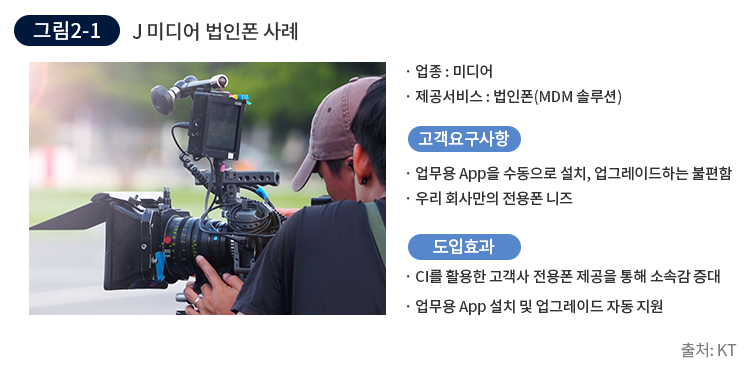 그림2-1 J 미디어 법인폰 사례
· 업종 : 미디어
· 제공서비스 : 법인폰(MDM 솔루션)
고객요구사항
· 업무용 App을 수동으로 설치, 업그레이드하는 불편함
· 우리 회사만의 전용폰 니즈
도입효과
· CI를 활용한 고객사 전용폰 제공을 통해 소속감 증대
· 업무용 App 설치 및 업그레이드 자동 지원
출처: KT